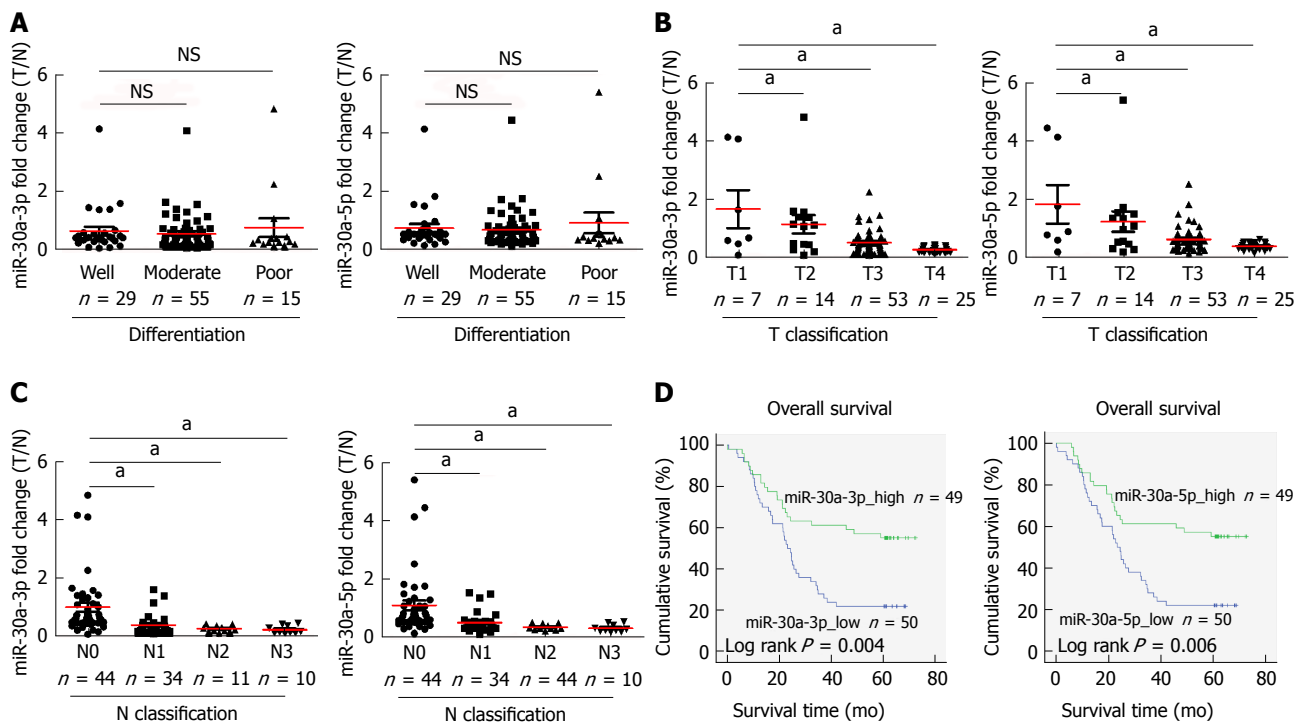 A
miR-30a-3p fold change (T/N)
6
4
2
0
NS
NS
Well Moderate Poor
n = 29 n = 55 n = 15
Differentiation
miR-30a-5p fold change (T/N)
6
4
2
0
NS
NS
Well Moderate Poor
n = 29 n = 55 n = 15
Differentiation
B
miR-30a-3p fold change (T/N)
6
4
2
0
a
a
a
T1 T2 T3 T4
n = 7 n = 14 n = 53 n = 25
T classification
miR-30a-5p fold change (T/N)
6
4
2
0
a
a
a
T1 T2 T3 T4
n = 7 n = 14 n = 53 n = 25
T classification
C
miR-30a-3p fold change (T/N)
6
4
2
0
a
a
a
N0 N1 N2 N3
n = 44 n = 34 n = 11 n = 10
N classification
miR-30a-5p fold change (T/N)
6
4
2
0
a
a
a
N0 N1 N2 N3
n = 44 n = 34 n = 44 n = 10
N classification
D
Overall survival
Cumulative survival (%)
100
80
60
40
20
0
miR-30a-3p_high n = 49
miR-30a-3p_low n = 50
Log rank P = 0.004
0 20 40 60 80
Survival time (mo)
Overall survival
Cumulative survival (%)
100
80
60
40
20
0
miR-30a-5p_high n = 49
miR-30a-5p_low n = 50
Log rank P = 0.006
0 20 40 60 80
Survival time (mo)